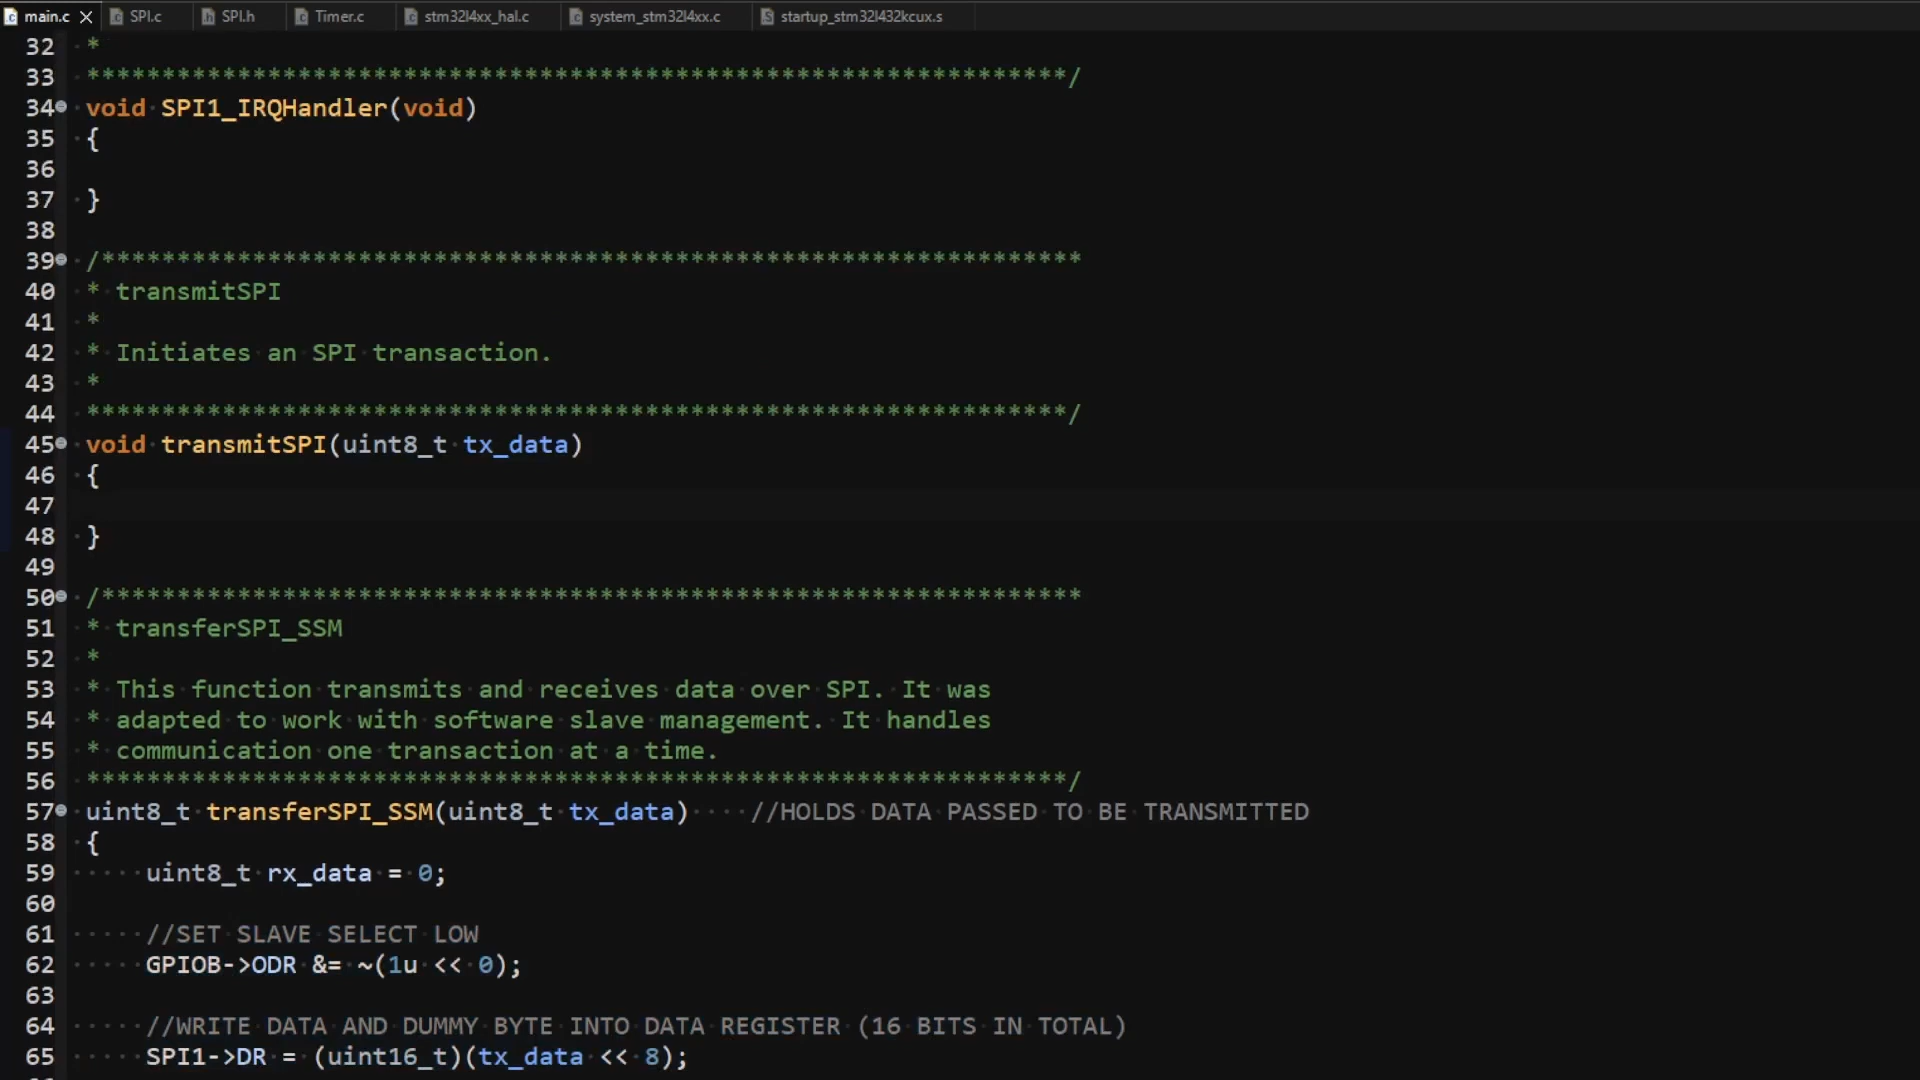 main.c SPI.c SPI.h Timer.c stm32l4xx_hal.c system_stm32l4xx.c startup_stm32l432kcux.s
32 *
33 *****************************************************************/
34 void SPI1_IRQHandler(void)
35 {
36
37 }
38
39 /*****************************************************************
40 * transmitSPI
41 *
42 * Initiates an SPI transaction.
43 *
44 *****************************************************************/
45 void transmitSPI(uint8_t tx_data)
46 {
47
48 }
49
50 /*****************************************************************
51 * transferSPI_SSM
52 *
53 * This function transmits and receives data over SPI. It was
54 * adapted to work with software slave management. It handles
55 * communication one transaction at a time.
56 *****************************************************************/
57 uint8_t transferSPI_SSM(uint8_t tx_data) //HOLDS DATA PASSED TO BE TRANSMITTED
58 {
59 uint8_t rx_data = 0;
60
61 //SET SLAVE SELECT LOW
62 GPIOB->ODR &= ~(1u << 0);
63
64 //WRITE DATA AND DUMMY BYTE INTO DATA REGISTER (16 BITS IN TOTAL)
65 SPI1->DR = (uint16_t)(tx_data << 8);